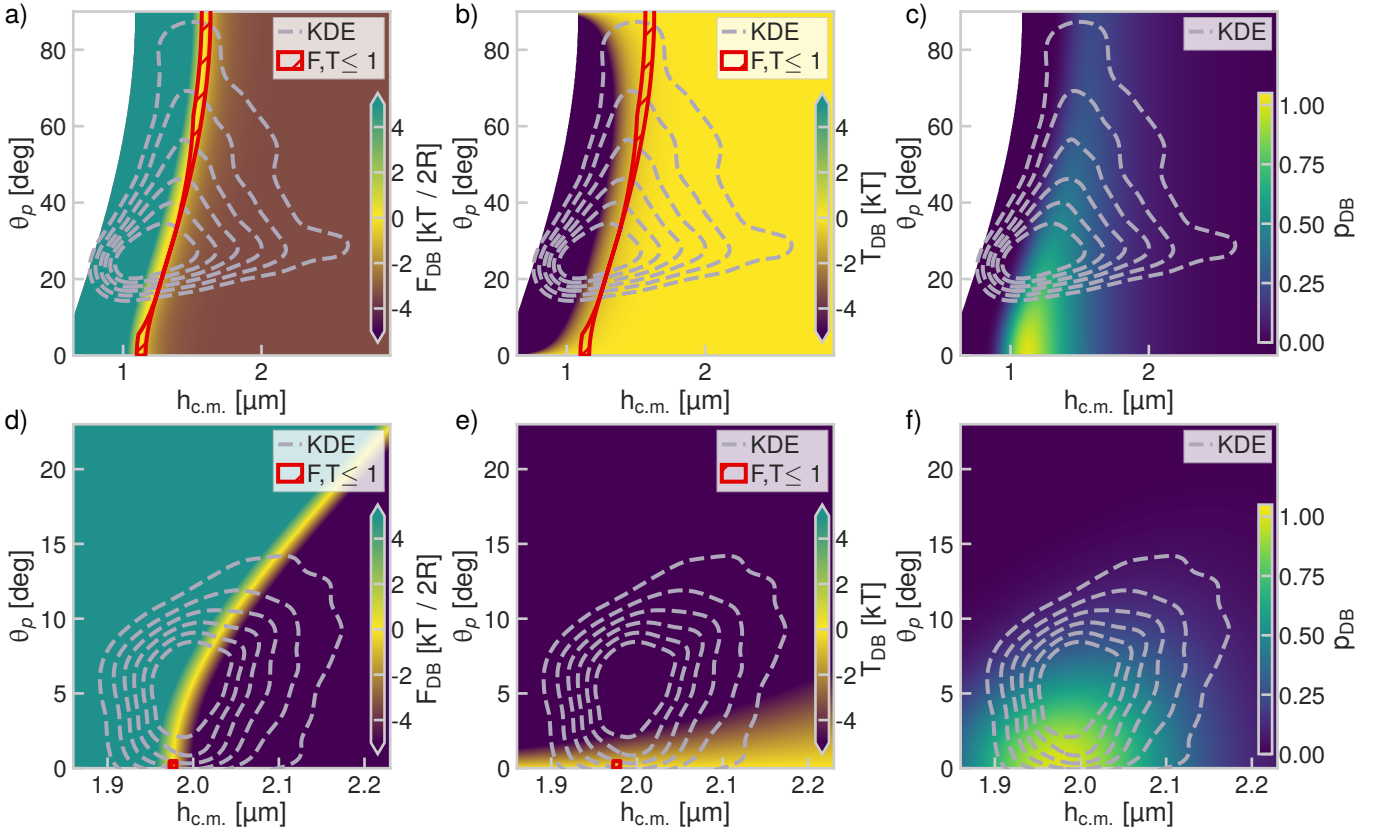 a)
KDE
F,T≤ 1
80
60
40
20
0
θp [deg]
1
2
hc.m. [µm]
4
2
0
-2
-4
FDB [kT / 2R]
b)
KDE
F,T≤ 1
80
60
40
20
0
θp [deg]
1
2
hc.m. [µm]
4
2
0
-2
-4
TDB [kT]
c)
KDE
80
60
40
20
0
θp [deg]
1
2
hc.m. [µm]
1.00
0.75
0.50
0.25
0.00
pDB
d)
KDE
F,T≤ 1
20
15
10
5
0
θp [deg]
1.9
2.0
2.1
2.2
hc.m. [µm]
4
2
0
-2
-4
FDB [kT / 2R]
e)
KDE
F,T≤ 1
20
15
10
5
0
θp [deg]
1.9
2.0
2.1
2.2
hc.m. [µm]
4
2
0
-2
-4
TDB [kT]
f)
KDE
20
15
10
5
0
θp [deg]
1.9
2.0
2.1
2.2
hc.m. [µm]
1.00
0.75
0.50
0.25
0.00
pDB